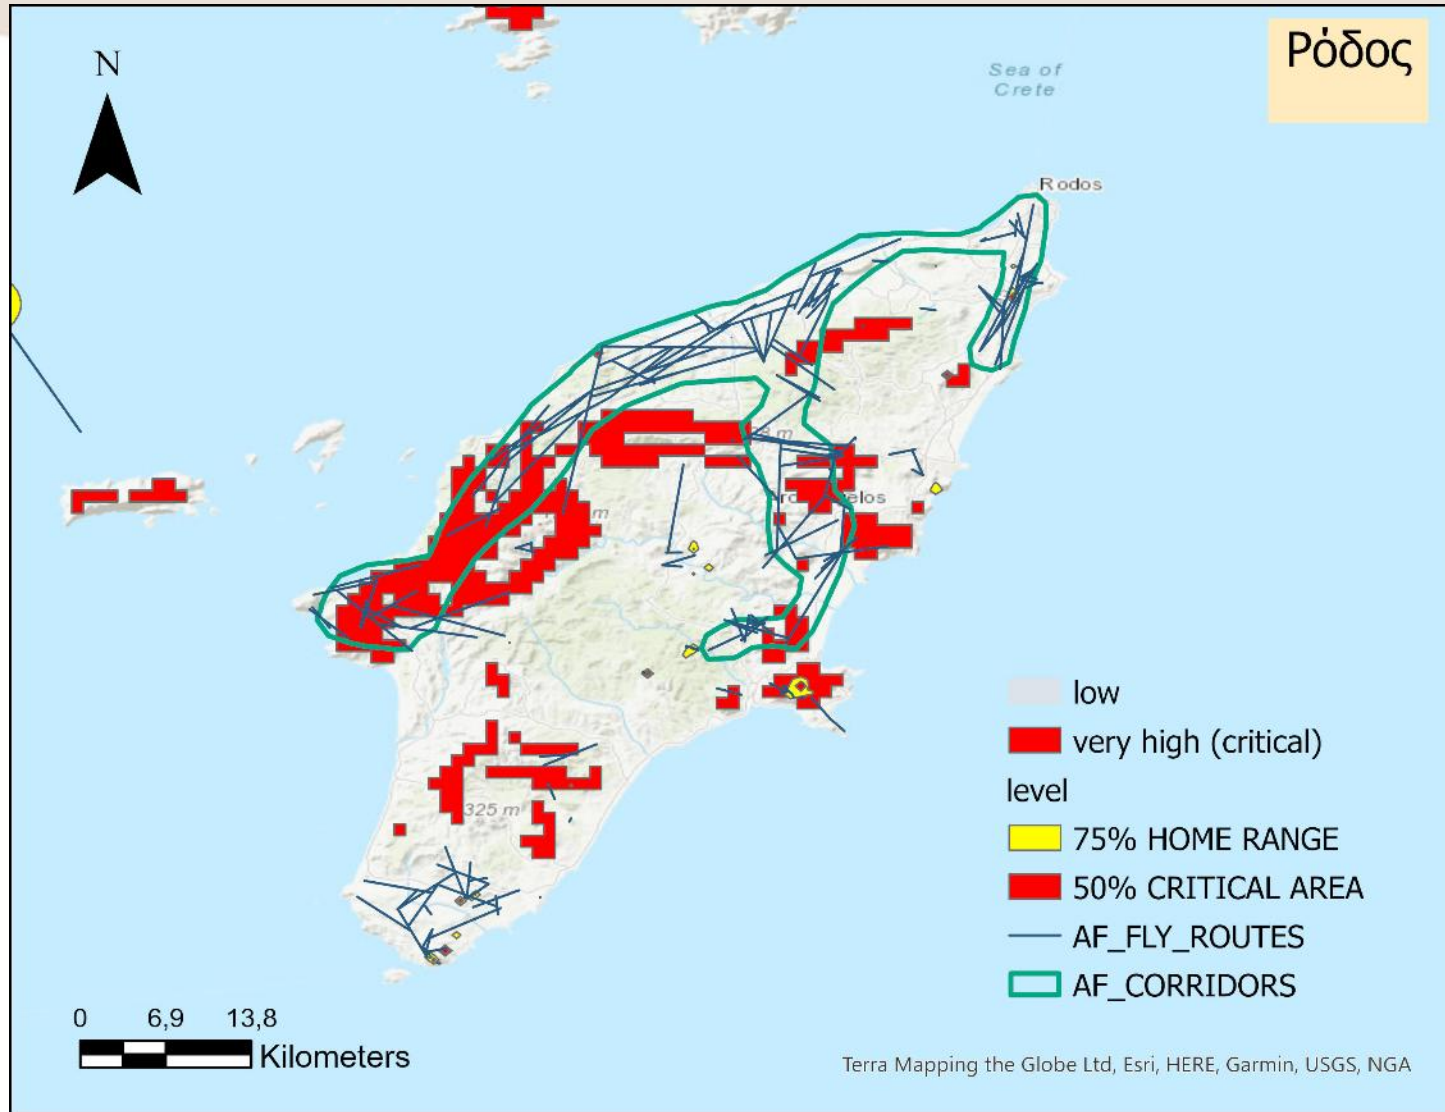 Ρόδος
N
Sea of
Crete
Rodos
m
m
elos
325 m
low
very high (critical)
level
75% HOME RANGE
50% CRITICAL AREA
AF_FLY_ROUTES
AF_CORRIDORS
0 6,9 13,8
Kilometers
Terra Mapping the Globe Ltd, Esri, HERE, Garmin, USGS, NGA